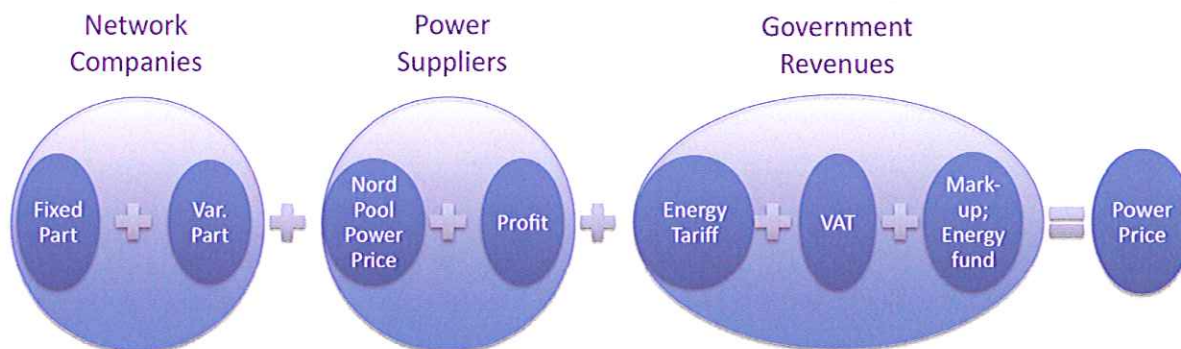 Network
Companies
Power
Suppliers
Government
Revenues
Fixed
Part
Var.
Part
Nord
Pool
Power
Price
Profit
Energy
Tariff
VAT
Mark-
up;
Energy
fund
Power
Price